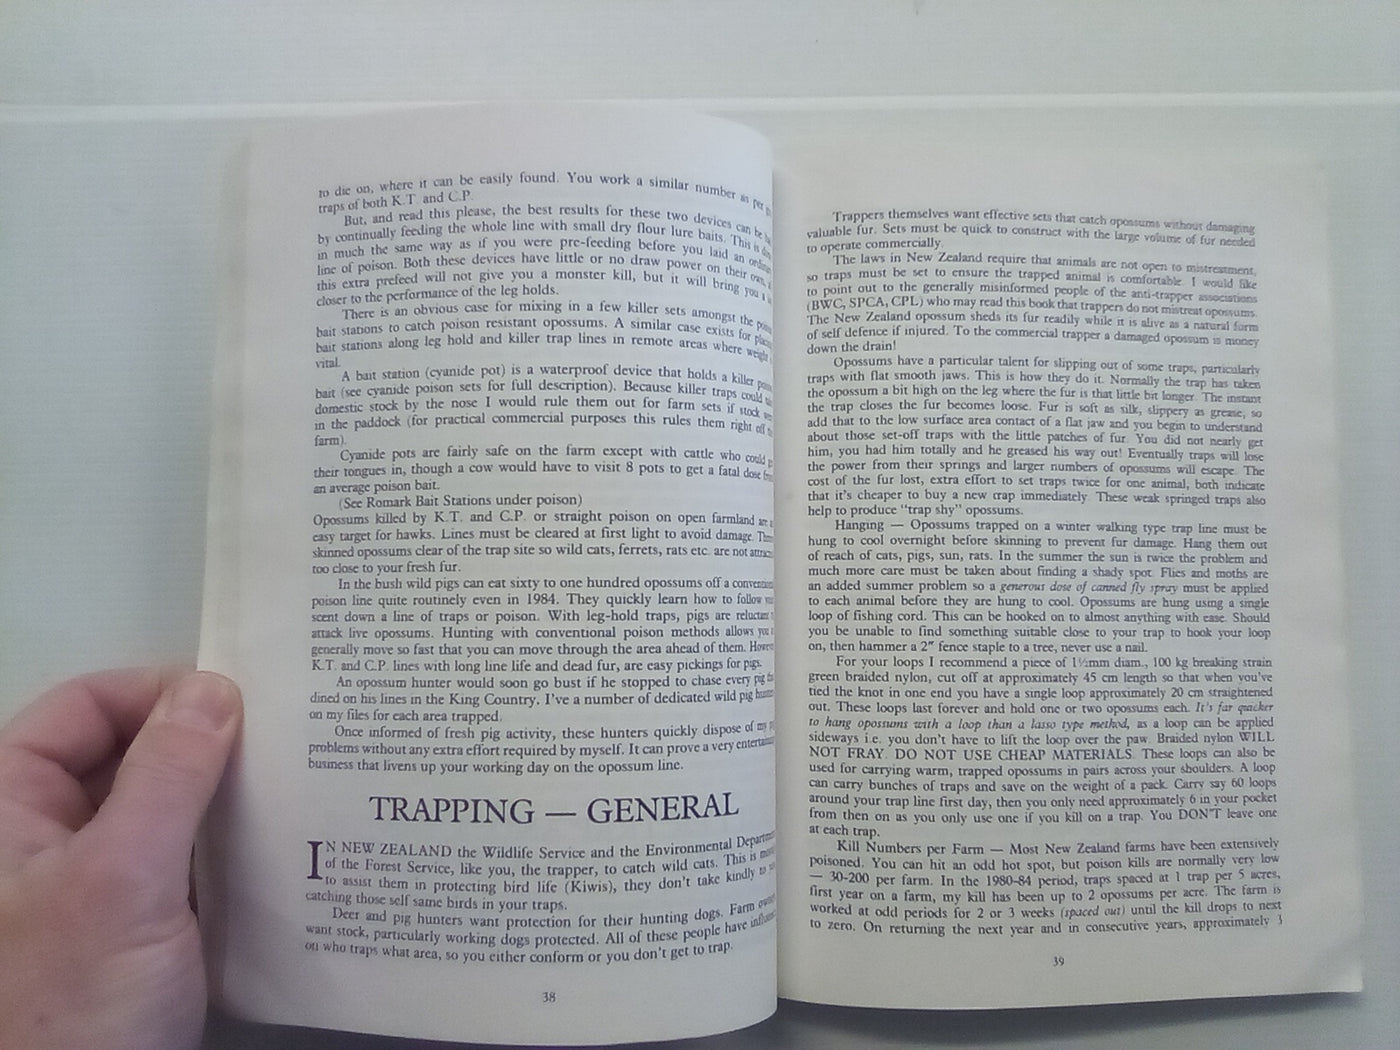 to die on, where it can be easily found. You work a similar number as per
traps of both K.T. and C.P.
But, and read this please, the best results for these two devices can be
by continually feeding the whole line with small dry flour lure baits. This is
in much the same way as if you were pre-feeding before you laid an
line of poison. Both these devices have little or no draw power on their own,
this extra prefeed will not give you a monster kill, but it will bring you
closer to the performance of the leg holds.
There is an obvious case for mixing in a few killer sets amongst the
bait stations to catch poison resistant opossums. A similar case exists for
bait stations along leg hold and killer trap lines in remote areas where weight
vital.
A bait station (cyanide pot) is a waterproof device that holds a killer
bait (see cyanide poison sets for full description). Because killer traps could
domestic stock by the nose I would rule them out for farm sets if stock
in the paddock (for practical commercial purposes this rules them right off
farm).
Cyanide pots are fairly safe on the farm except with cattle who could
their tongues in, though a cow would have to visit 8 pots to get a fatal dose
an average poison bait.
(See Romark Bait Stations under poison)
Opossums killed by K.T. and C.P. or straight poison on open farmland are
easy target for hawks. Lines must be cleared at first light to avoid damage.
skinned opossums clear of the trap site so wild cats, ferrets, rats etc. are not
too close to your fresh fur.
In the bush wild pigs can eat sixty to one hundred opossums off a
poison line quite routinely even in 1984. They quickly learn how to follow
scent down a line of traps or poison. With leg-hold traps, pigs are reluctant
attack live opossums. Hunting with conventional poison methods allows you
generally move so fast that you can move through the area ahead of them.
K.T. and C.P. lines with long line life and dead fur, are easy pickings for pigs.
An opossum hunter would soon go bust if he stopped to chase every pig
dined on his lines in the King Country. I've a number of dedicated wild pig
on my files for each area trapped.
Once informed of fresh pig activity, these hunters quickly dispose of my
problems without any extra effort required by myself. It can prove a very
business that livens up your working day on the opossum line.
TRAPPING — GENERAL
IN NEW ZEALAND the Wildlife Service and the Environmental
of the Forest Service, like you, the trapper, to catch wild cats. This is
to assist them in protecting bird life (Kiwis), they don't take kindly to
catching those self same birds in your traps.
Deer and pig hunters want protection for their hunting dogs. Farm
want stock, particularly working dogs protected. All of these people have
on who traps what area, so you either conform or you don't get to trap.
38
Trappers themselves want effective sets that catch opossums without damaging
valuable fur. Sets must be quick to construct with the large volume of fur needed
to operate commercially.
The laws in New Zealand require that animals are not open to mistreatment,
so traps must be set to ensure the trapped animal is comfortable. I would like
to point out to the generally misinformed people of the anti-trapper associations
(BWC, SPCA, CPL) who may read this book that trappers do not mistreat opossums.
The New Zealand opossum sheds its fur readily while it is alive as a natural form
of self defence if injured. To the commercial trapper a damaged opossum is money
down the drain!
Opossums have a particular talent for slipping out of some traps, particularly
traps with flat smooth jaws. This is how they do it. Normally the trap has taken
the opossum a bit high on the leg where the fur is that little bit longer. The instant
the trap closes the fur becomes loose. Fur is soft as silk, slippery as grease, so
add that to the low surface area contact of a flat jaw and you begin to understand
about those set-off traps with the little patches of fur. You did not nearly get
him, you had him totally and he greased his way out! Eventually traps will lose
the power from their springs and larger numbers of opossums will escape. The
cost of the fur lost, extra effort to set traps twice for one animal, both indicate
that it's cheaper to buy a new trap immediately. These weak springed traps also
help to produce "trap shy" opossums.
Hanging — Opossums trapped on a winter walking type trap line must be
hung to cool overnight before skinning to prevent fur damage. Hang them out
of reach of cats, pigs, sun, rats. In the summer the sun is twice the problem and
much more care must be taken about finding a shady spot. Flies and moths are
an added summer problem so a generous dose of canned fly spray must be applied
to each animal before they are hung to cool. Opossums are hung using a single
loop of fishing cord. This can be hooked on to almost anything with ease. Should
you be unable to find something suitable close to your trap to hook your loop
on, then hammer a 2" fence staple to a tree, never use a nail.
For your loops I recommend a piece of 1½mm diam., 100 kg breaking strain
green braided nylon, cut off at approximately 45 cm length so that when you've
tied the knot in one end you have a single loop approximately 20 cm straightened
out. These loops last forever and hold one or two opossums each. It's far quicker
to hang opossums with a loop than a lasso type method, as a loop can be applied
sideways i.e. you don't have to lift the loop over the paw. Braided nylon WILL
NOT FRAY. DO NOT USE CHEAP MATERIALS. These loops can also be
used for carrying warm, trapped opossums in pairs across your shoulders. A loop
can carry bunches of traps and save on the weight of a pack. Carry say 60 loops
around your trap line first day, then you only need approximately 6 in your pocket
from then on as you only use one if you kill on a trap. You DON'T leave one
at each trap.
Kill Numbers per Farm — Most New Zealand farms have been extensively
poisoned. You can hit an odd hot spot, but poison kills are normally very low
— 30-200 per farm. In the 1980-84 period, traps spaced at 1 trap per 5 acres,
first year on a farm, my kill has been up to 2 opossums per acre. The farm is
worked at odd periods for 2 or 3 weeks (spaced out) until the kill drops to next
to zero. On returning the next year and in consecutive years, approximately 3
39